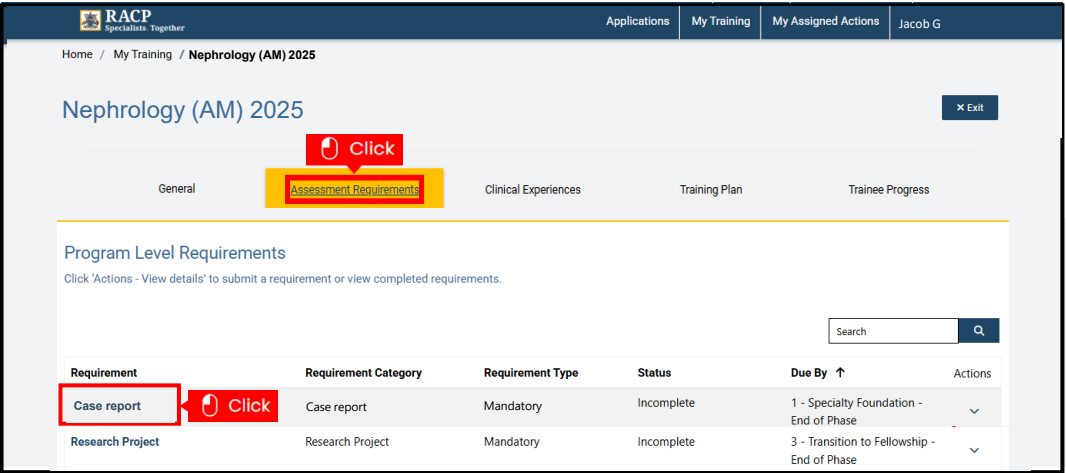 RACP
Specialists. Together
Applications My Training My Assigned Actions Jacob G
Home / My Training / Nephrology (AM) 2025
Nephrology (AM) 2025
× Exit
Click
General Assessment Requirements Clinical Experiences Training Plan Trainee Progress
Program Level Requirements
Click 'Actions - View details' to submit a requirement or view completed requirements.
Search
Requirement Requirement Category Requirement Type Status Due By ↑ Actions
Case report Click Case report Mandatory Incomplete 1 - Specialty Foundation -
End of Phase
Research Project Research Project Mandatory Incomplete 3 - Transition to Fellowship -
End of Phase